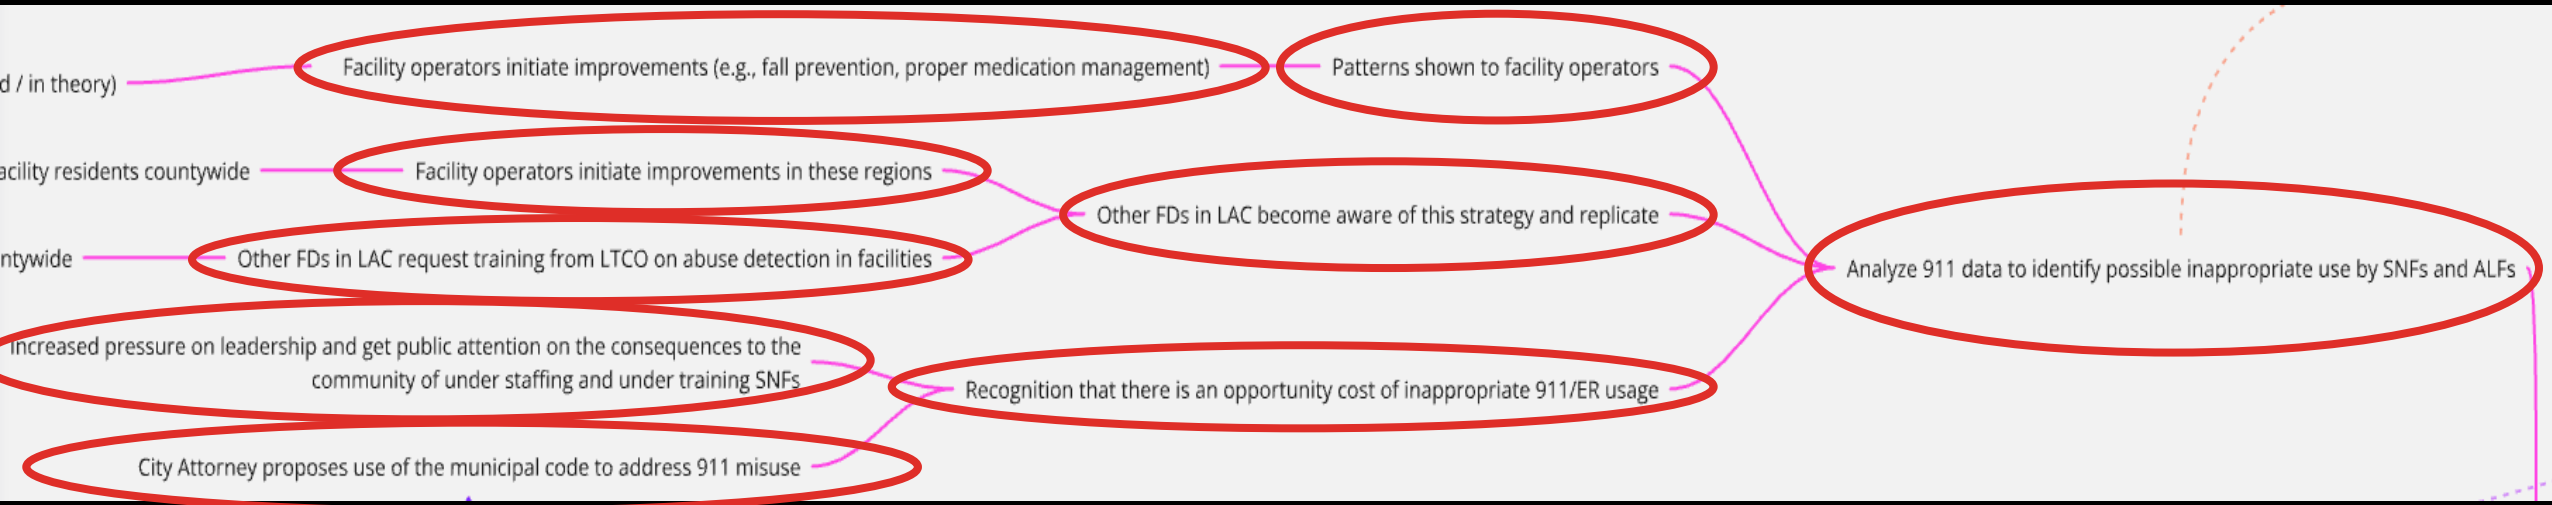 Facility operators initiate improvements (e.g., fall prevention, proper medication management)
Patterns shown to facility operators
d / in theory)
acility residents countywide
Facility operators initiate improvements in these regions
Other FDs in LAC become aware of this strategy and replicate
ntywide
Other FDs in LAC request training from LTCO on abuse detection in facilities
Analyze 911 data to identify possible inappropriate use by SNFs and ALFs
Increased pressure on leadership and get public attention on the consequences to the
community of under staffing and under training SNFs
Recognition that there is an opportunity cost of inappropriate 911/ER usage
City Attorney proposes use of the municipal code to address 911 misuse